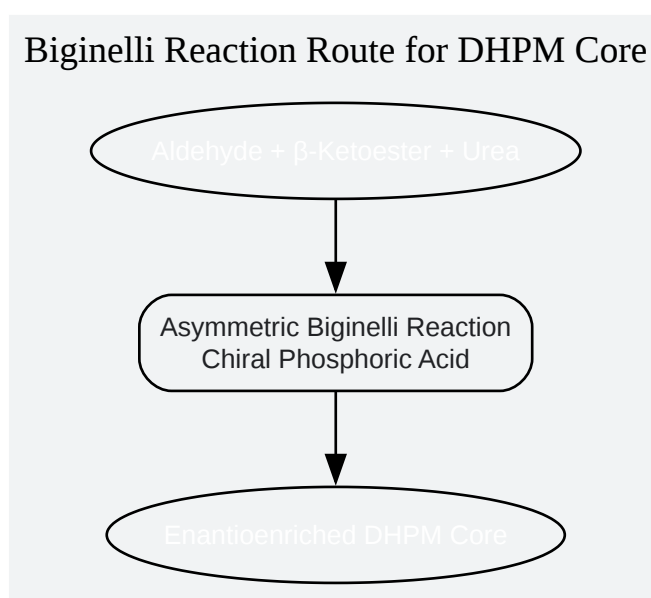 Biginelli Reaction Route for DHPM Core
Aldehyde + β-Ketoester + Urea
Asymmetric Biginelli Reaction
Chiral Phosphoric Acid
Enantioenriched DHPM Core